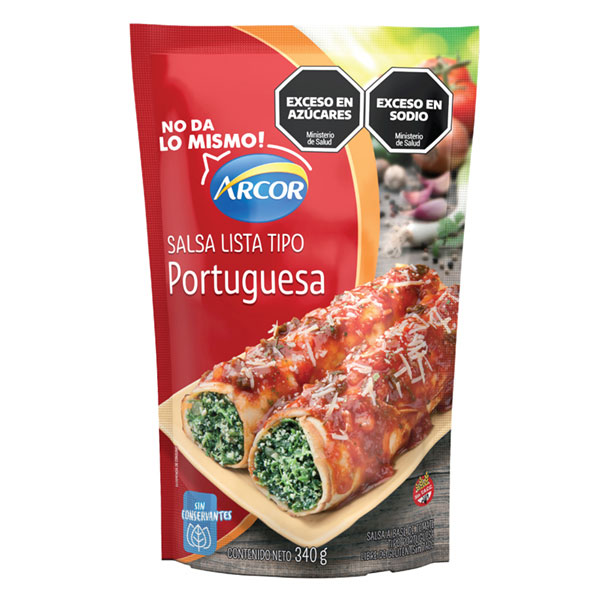 EXCESO EN
AZÚCARES
Ministerio
de Salud
EXCESO EN
SODIO
Ministerio
de Salud
NO DA
LO MISMO!
ARCOR
SALSA LISTA TIPO
Portuguesa
SIN
CONSERVANTES
CONTENIDO NETO 340 g